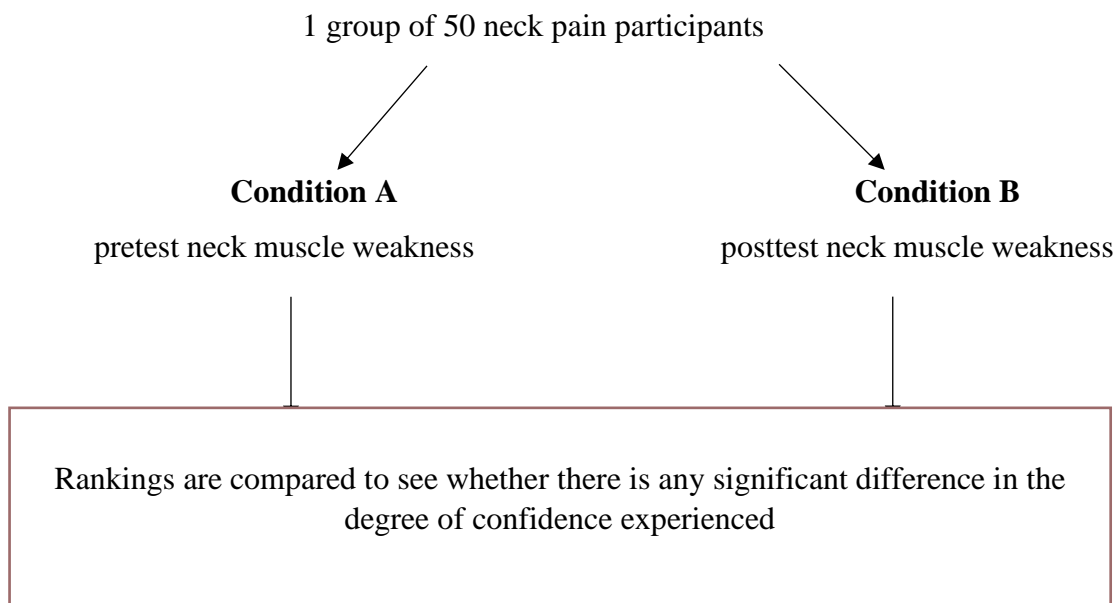 1 group of 50 neck pain participants
Condition A
pretest neck muscle weakness
Condition B
posttest neck muscle weakness
Rankings are compared to see whether there is any significant difference in the
degree of confidence experienced